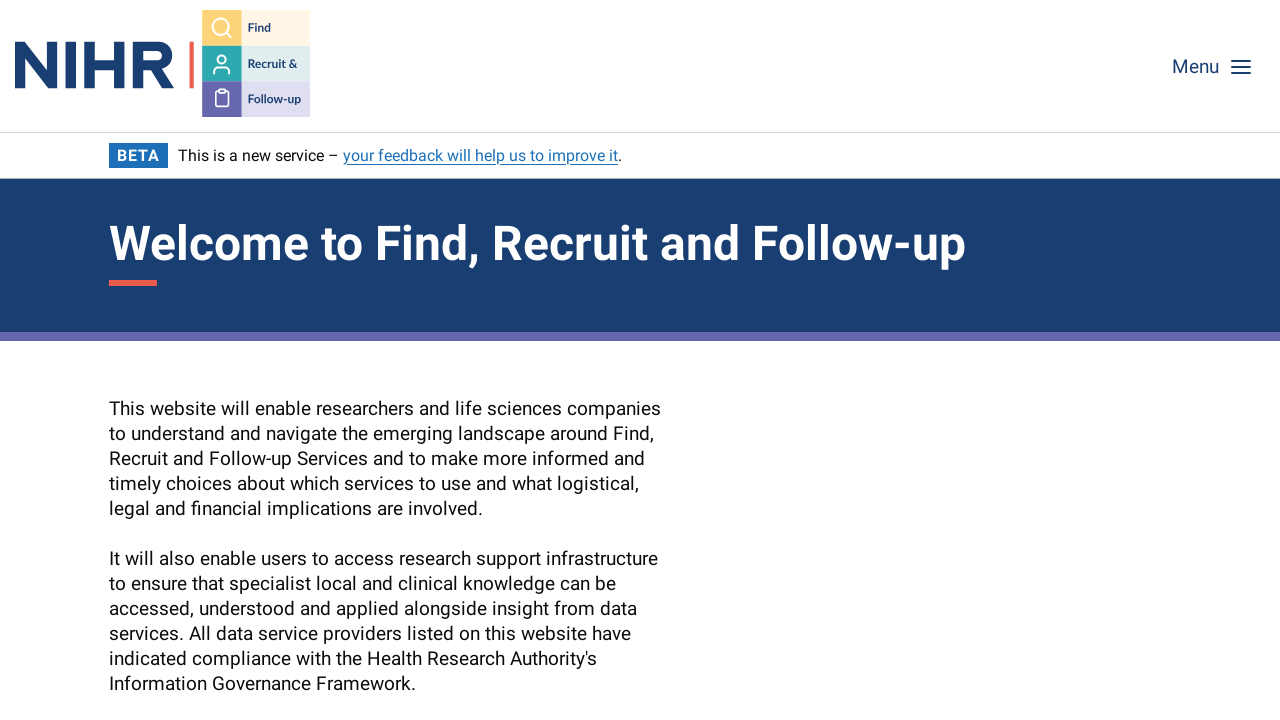 NIHR
Find
Recruit &
Follow-up
Menu
BETA This is a new service – your feedback will help us to improve it.
Welcome to Find, Recruit and Follow-up
This website will enable researchers and life sciences companies
to understand and navigate the emerging landscape around Find,
Recruit and Follow-up Services and to make more informed and
timely choices about which services to use and what logistical,
legal and financial implications are involved.
It will also enable users to access research support infrastructure
to ensure that specialist local and clinical knowledge can be
accessed, understood and applied alongside insight from data
services. All data service providers listed on this website have
indicated compliance with the Health Research Authority's
Information Governance Framework.